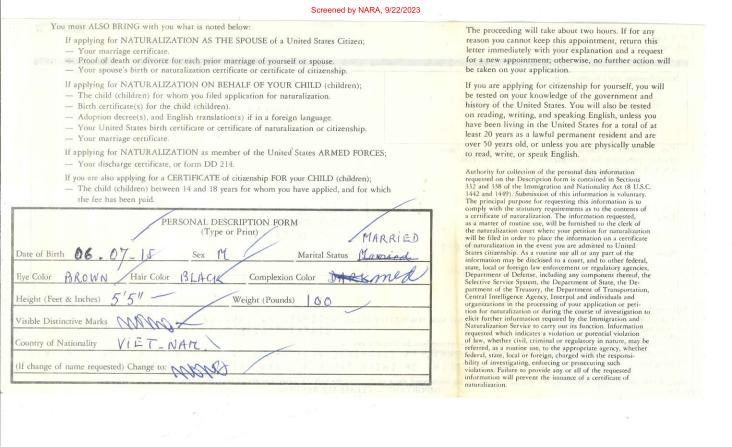 Screened by NARA, 9/22/2023
You must ALSO BRING with you what is noted below:
If applying for NATURALIZATION AS THE SPOUSE of a United States Citizen;
— Your marriage certificate.
— Proof of death or divorce for each prior marriage of yourself or spouse.
— Your spouse's birth or naturalization certificate or certificate of citizenship.
If applying for NATURALIZATION ON BEHALF OF YOUR CHILD (children);
— The child (children) for whom you filed application for naturalization.
— Birth certificate(s) for the child (children).
— Adoption decree(s), and English translation(s) if in a foreign language.
— Your United States birth certificate or certificate of naturalization or citizenship.
— Your marriage certificate.
If applying for NATURALIZATION as member of the United States ARMED FORCES;
— Your discharge certificate, or form DD 214.
If you are also applying for a CERTIFICATE of citizenship FOR your CHILD (children);
— The child (children) between 14 and 18 years for whom you have applied, and for which
the fee has been paid.
PERSONAL DESCRIPTION FORM
(Type or Print)
MARRIED
Date of Birth 06.07-15 Sex M Marital Status Married
Eye Color BROWN Hair Color BLACK Complexion Color DARK med
Height (Feet & Inches) 5'5" — Weight (Pounds) 100
Visible Distinctive Marks
Country of Nationality VIET-NAM
(If change of name requested) Change to:
The proceeding will take about two hours. If for any
reason you cannot keep this appointment, return this
letter immediately with your explanation and a request
for a new appointment; otherwise, no further action will
be taken on your application.
If you are applying for citizenship for yourself, you will
be tested on your knowledge of the government and
history of the United States. You will also be tested
on reading, writing, and speaking English, unless you
have been living in the United States for a total of at
least 20 years as a lawful permanent resident and are
over 50 years old, or unless you are physically unable
to read, write, or speak English.
Authority for collection of the personal data information
requested on the Description form is contained in Sections
332 and 338 of the Immigration and Nationality Act (8 U.S.C.
1442 and 1449). Submission of this information is voluntary.
The principal purpose for requesting this information is to
comply with the statutory requirements as to the contents of
a certificate of naturalization. The information requested,
as a matter of routine use, will be furnished to the clerk of
the naturalization court where your petition for naturalization
will be filed in order to place the information on a certificate
of naturalization in the event you are admitted to United
States citizenship. As a routine use all or any part of the
information may be disclosed to a court, and to other federal,
state, local or foreign law enforcement or regulatory agencies,
Department of Defense, including any component thereof, the
Selective Service System, the Department of State, the De-
partment of the Treasury, the Department of Transportation,
Central Intelligence Agency, Interpol and individuals and
organizations in the processing of your application or peti-
tion for naturalization or during the course of investigation to
elicit further information required by the Immigration and
Naturalization Service to carry out its function. Information
requested which indicates a violation or potential violation
of law, whether civil, criminal or regulatory in nature, may be
referred, as a routine use, to the appropriate agency, whether
federal, state, local or foreign, charged with the responsi-
bility of investigating, enforcing or prosecuting such
violations. Failure to provide any or all of the requested
information will prevent the issuance of a certificate of
naturalization.